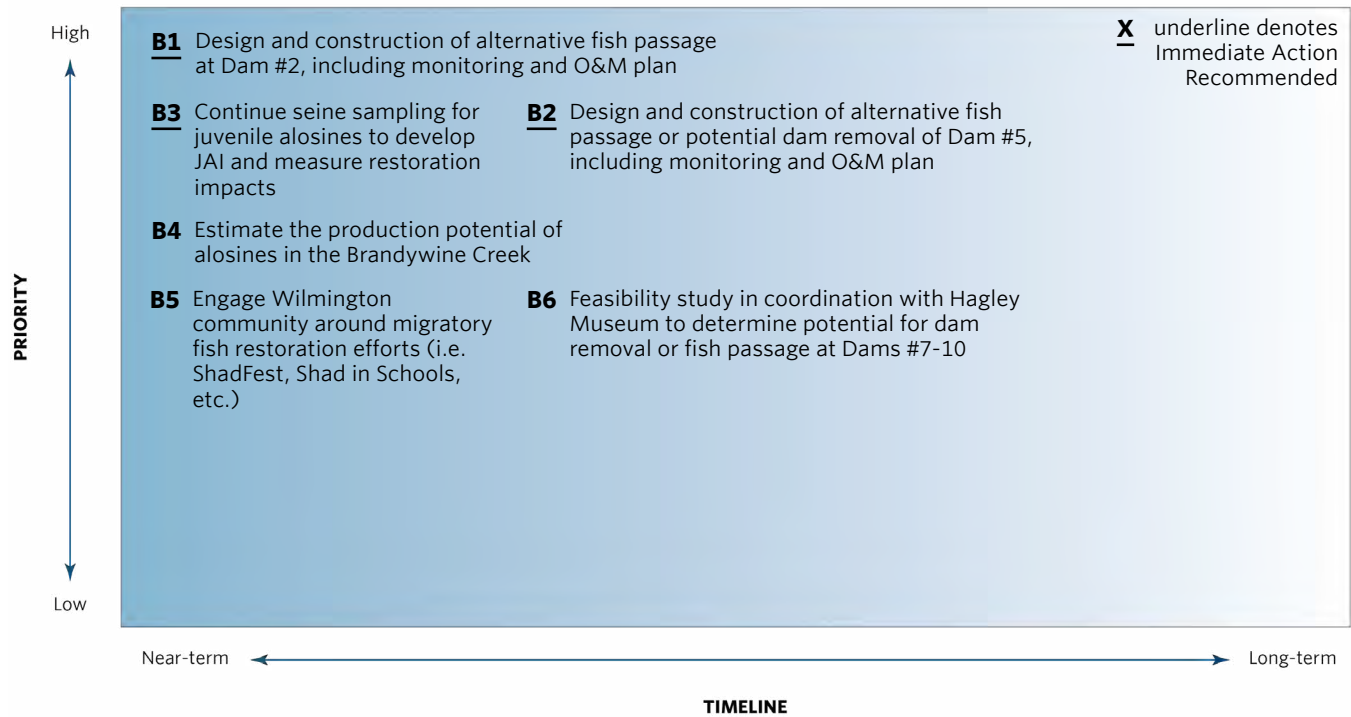 High
B1 Design and construction of alternative fish passage
at Dam #2, including monitoring and O&M plan
X underline denotes
Immediate Action
Recommended
B3 Continue seine sampling for
juvenile alosines to develop
JAI and measure restoration
impacts
B2 Design and construction of alternative fish
passage or potential dam removal of Dam #5,
including monitoring and O&M plan
B4 Estimate the production potential of
alosines in the Brandywine Creek
B5 Engage Wilmington
community around migratory
fish restoration efforts (i.e.
ShadFest, Shad in Schools,
etc.)
B6 Feasibility study in coordination with Hagley
Museum to determine potential for dam
removal or fish passage at Dams #7-10
PRIORITY
Low
Near-term
Long-term
TIMELINE